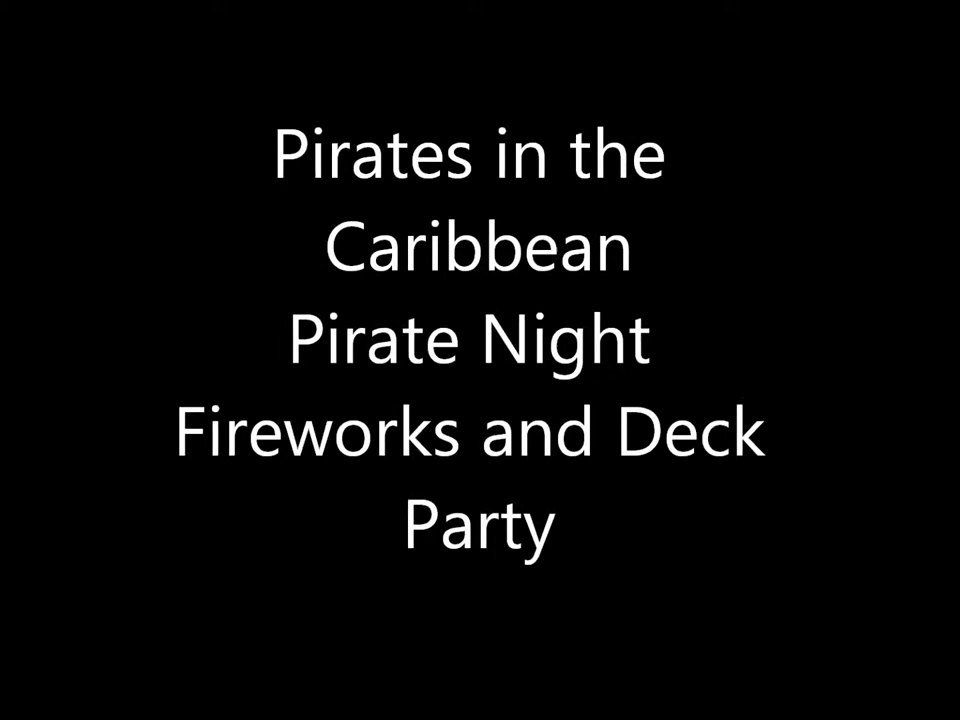 Pirates in the
Caribbean
Pirate Night
Fireworks and Deck
Party